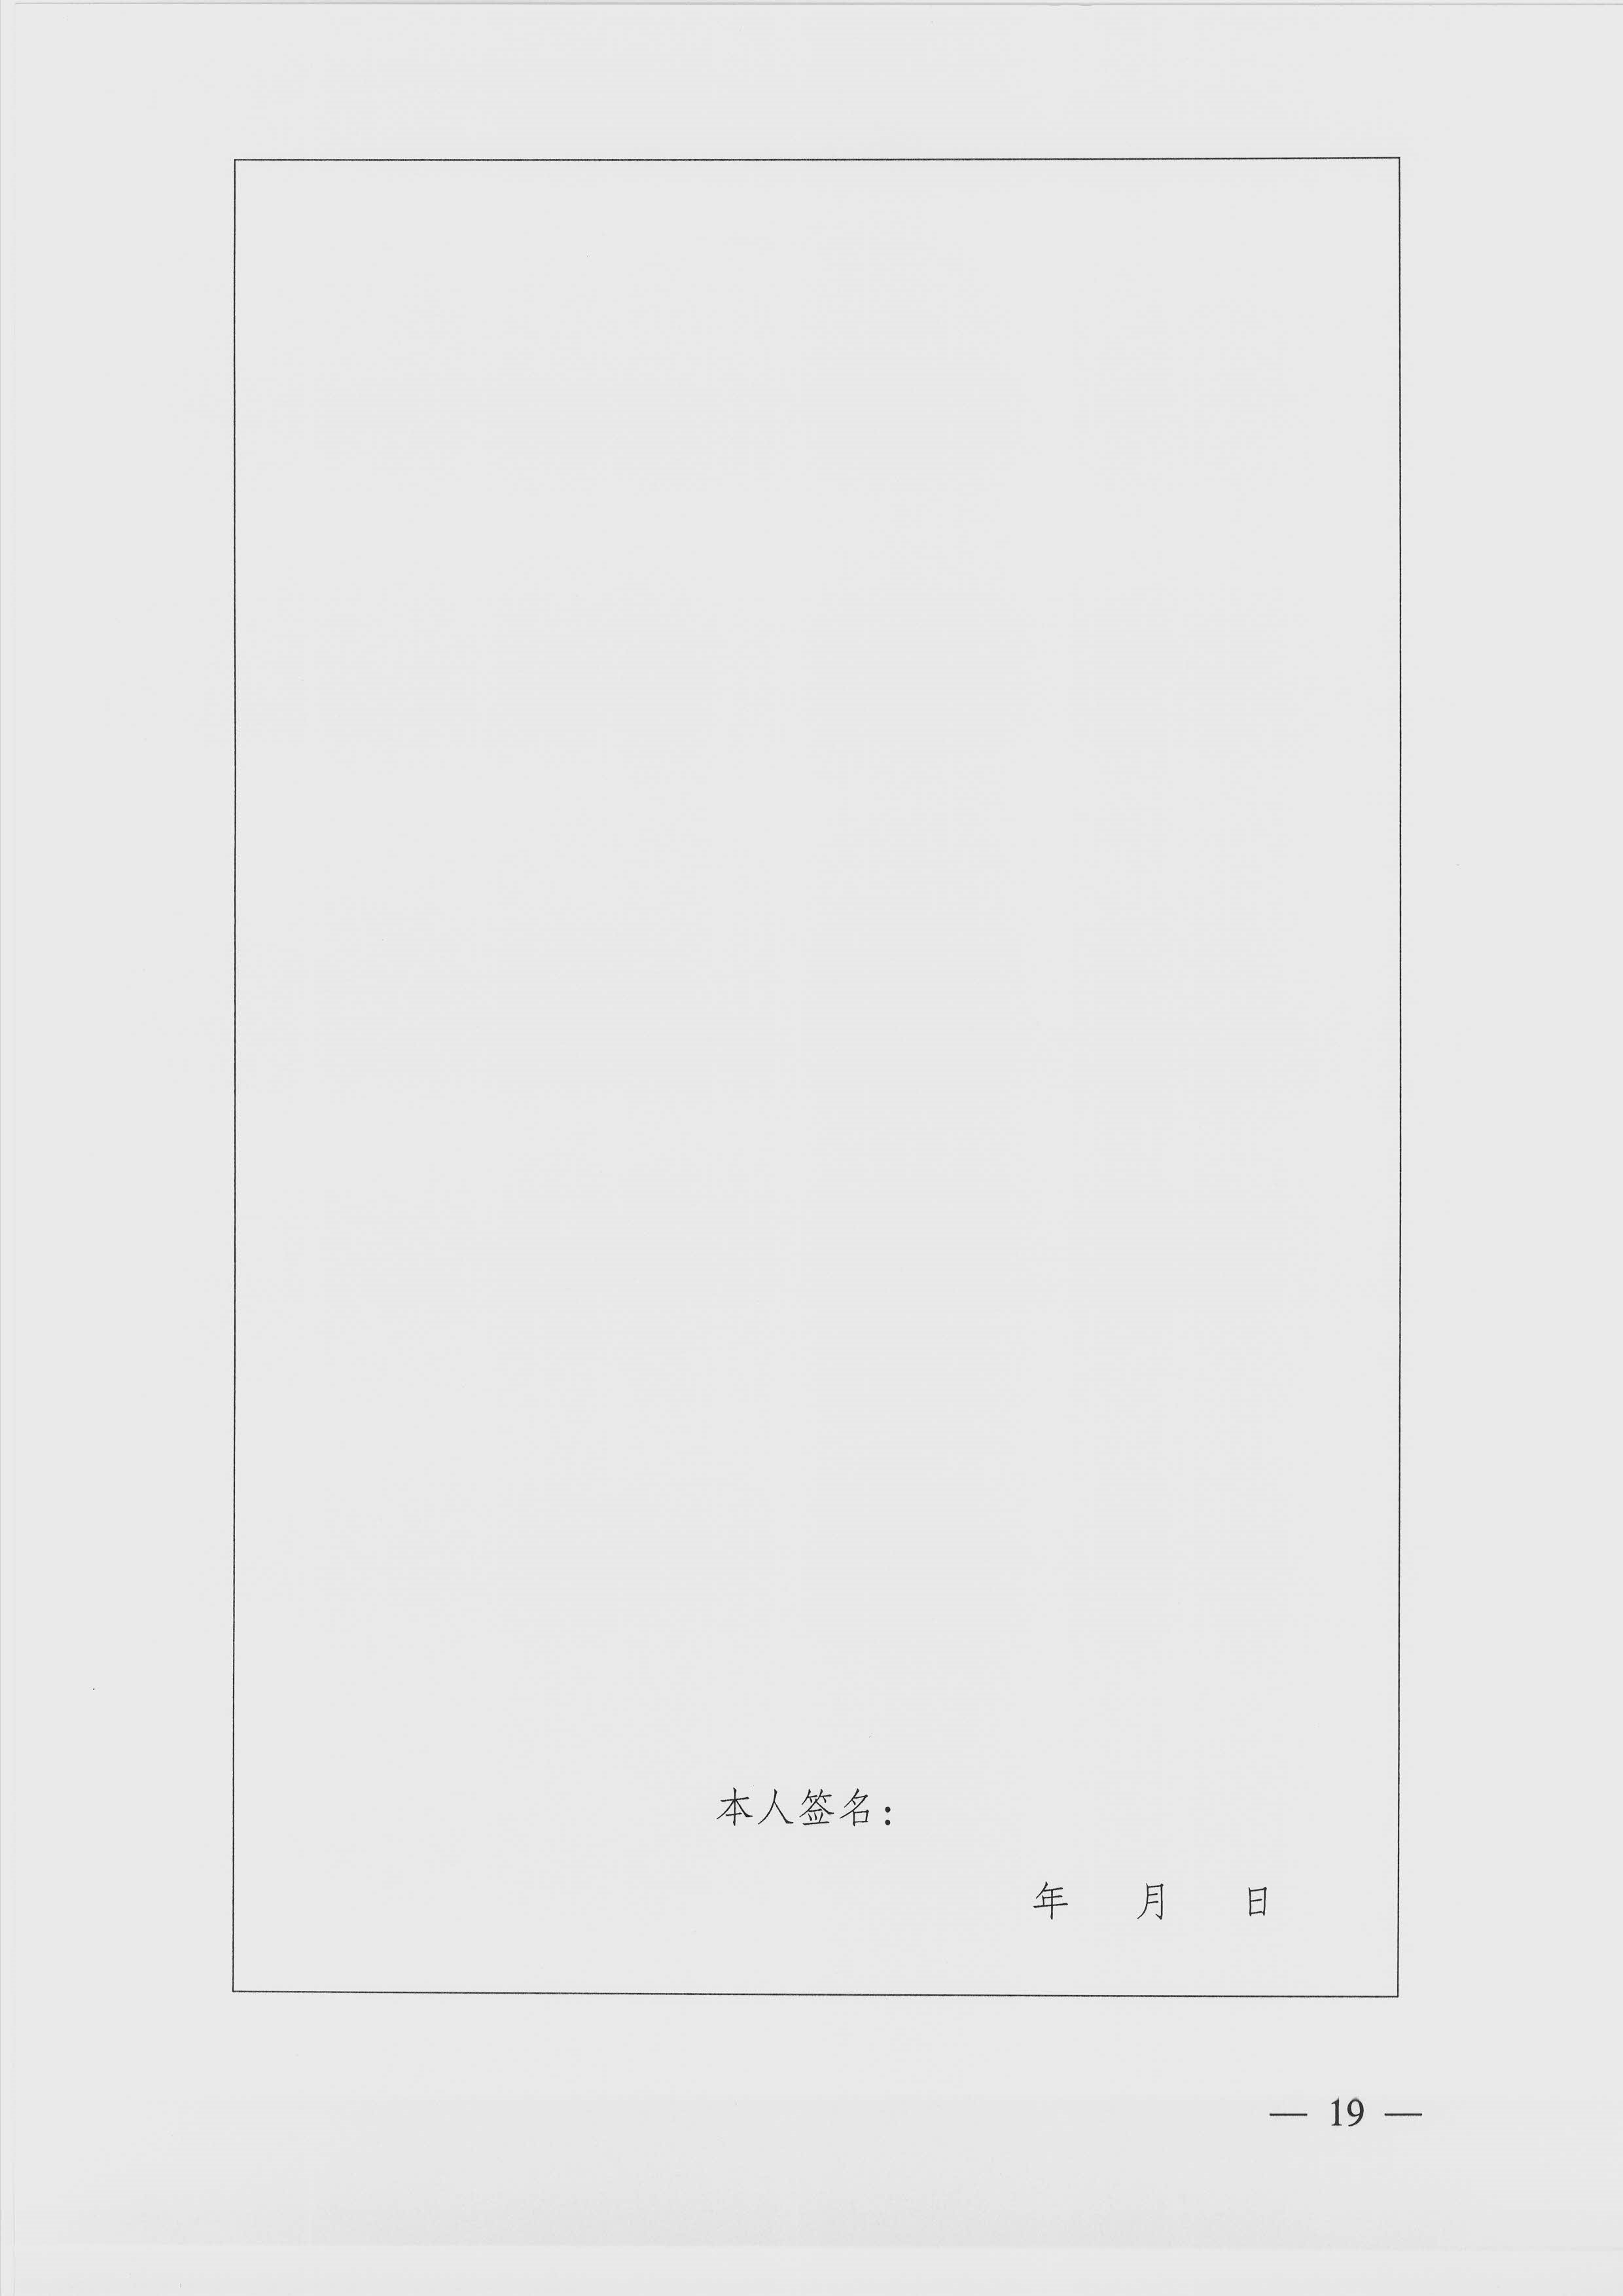 本人签名：
年 月 日
— 19 —